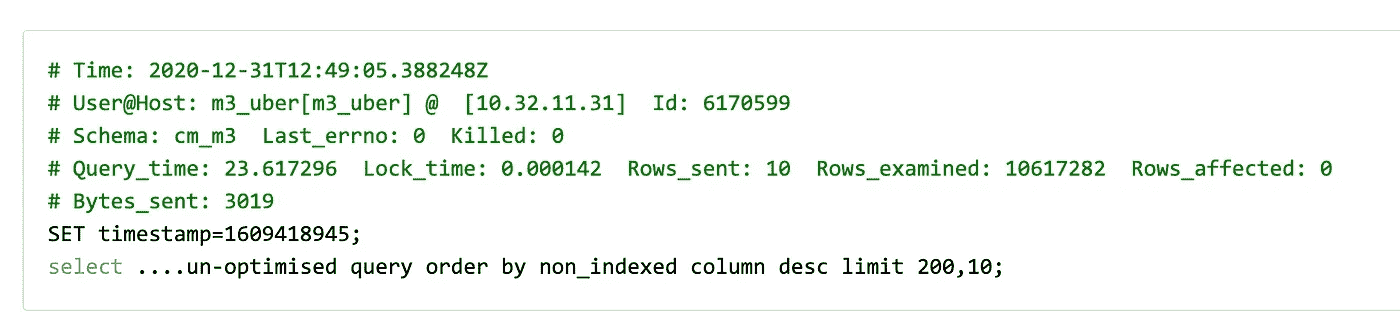 # Time: 2020-12-31T12:49:05.388248Z
# User@Host: m3_uber[m3_uber] @  [10.32.11.31]  Id: 6170599
# Schema: cm_m3  Last_errno: 0  Killed: 0
# Query_time: 23.617296  Lock_time: 0.000142  Rows_sent: 10  Rows_examined: 10617282  Rows_affected: 0
# Bytes_sent: 3019
SET timestamp=1609418945;
select ....un-optimised query order by non_indexed column desc limit 200,10;